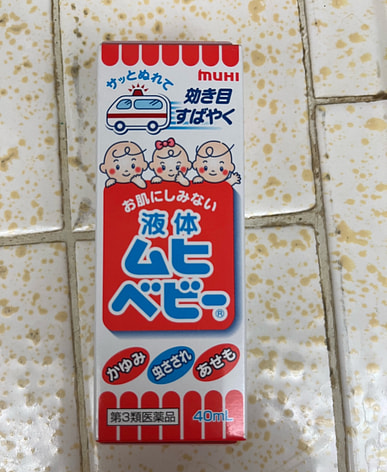 muHI
サッとぬれて
効き目
すばやく
お肌にしみない
液体
ムヒ
ベビー®
かゆみ
虫さされ
あせも
第3類医薬品
40mL